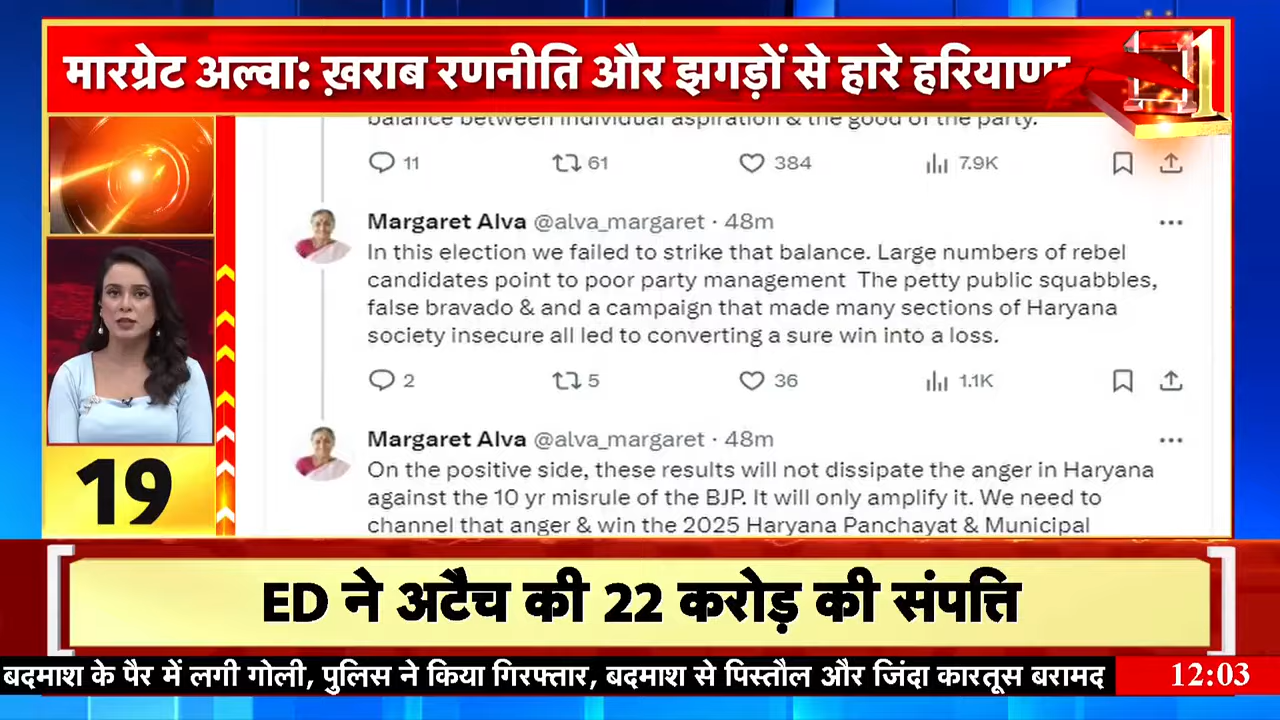 मारग्रेट अल्वा: ख़राब रणनीति और झगड़ों से हारे हरियाणा
1
balance between individual aspiration & the good of the party.
11 61 384 7.9K
Margaret Alva @alva_margaret · 48m
In this election we failed to strike that balance. Large numbers of rebel
candidates point to poor party management The petty public squabbles,
false bravado & and a campaign that made many sections of Haryana
society insecure all led to converting a sure win into a loss.
2 5 36 1.1K
Margaret Alva @alva_margaret · 48m
On the positive side, these results will not dissipate the anger in Haryana
against the 10 yr misrule of the BJP. It will only amplify it. We need to
channel that anger & win the 2025 Haryana Panchayat & Municipal
19
ED ने अटैच की 22 करोड़ की संपत्ति
बदमाश के पैर में लगी गोली, पुलिस ने किया गिरफ्तार, बदमाश से पिस्तौल और जिंदा कारतूस बरामद
12:03